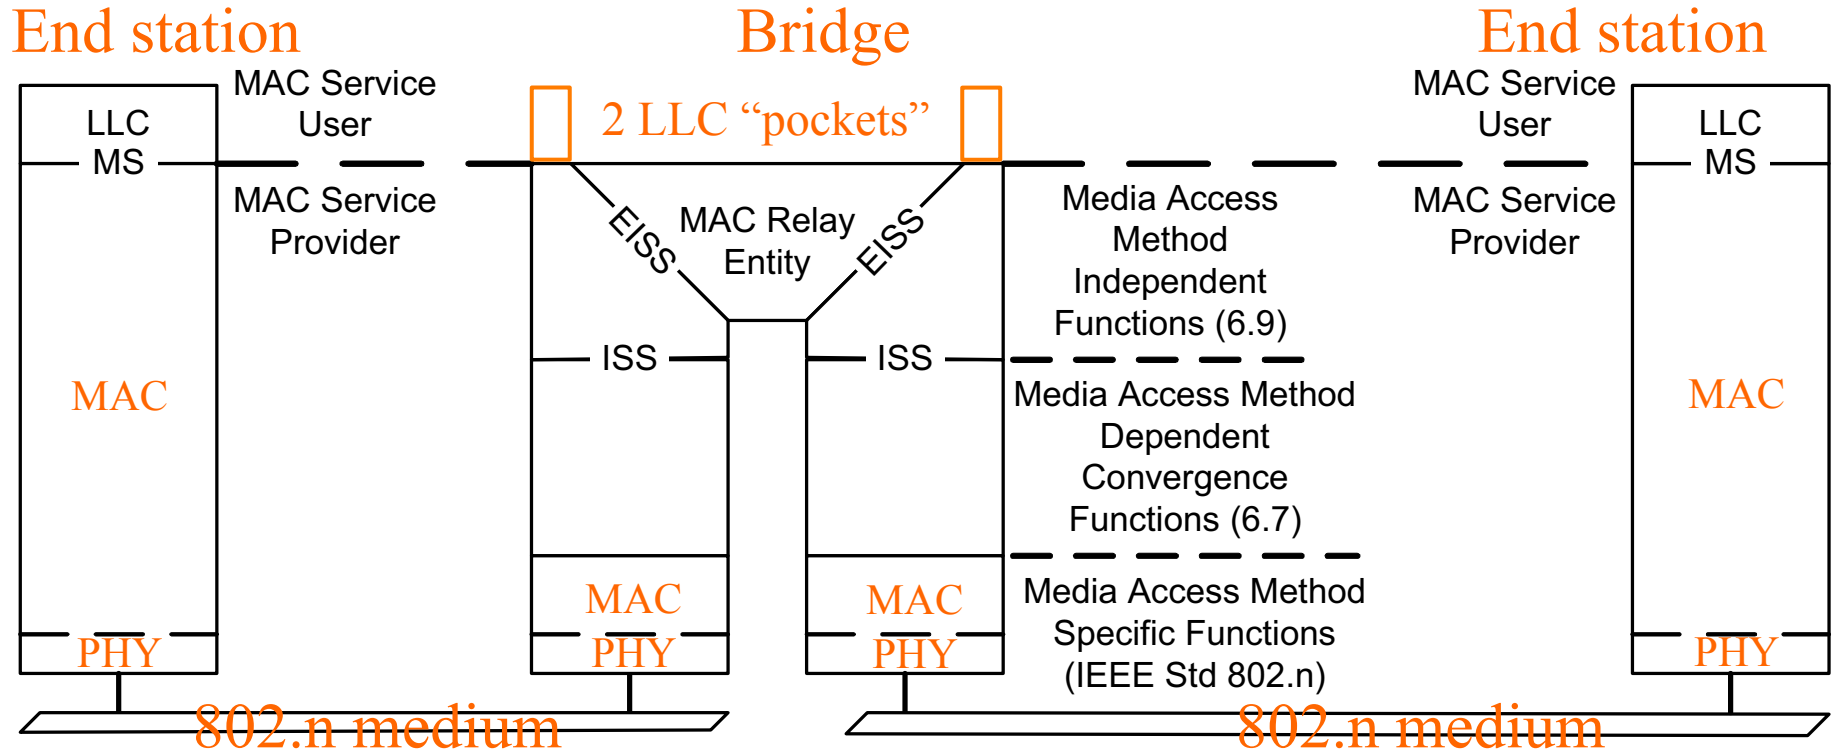 End station
Bridge
End station
MAC Service
User
2 LLC “pockets”
MAC Service
User
LLC
MS
LLC
MS
MAC Service
Provider
EISS
MAC Relay
Entity
EISS
Media Access
Method
Independent
Functions (6.9)
MAC Service
Provider
ISS
ISS
MAC
Media Access Method
Dependent
Convergence
Functions (6.7)
MAC
MAC
MAC
Media Access Method
Specific Functions
(IEEE Std 802.n)
PHY
PHY
PHY
PHY
802.n medium
802.n medium